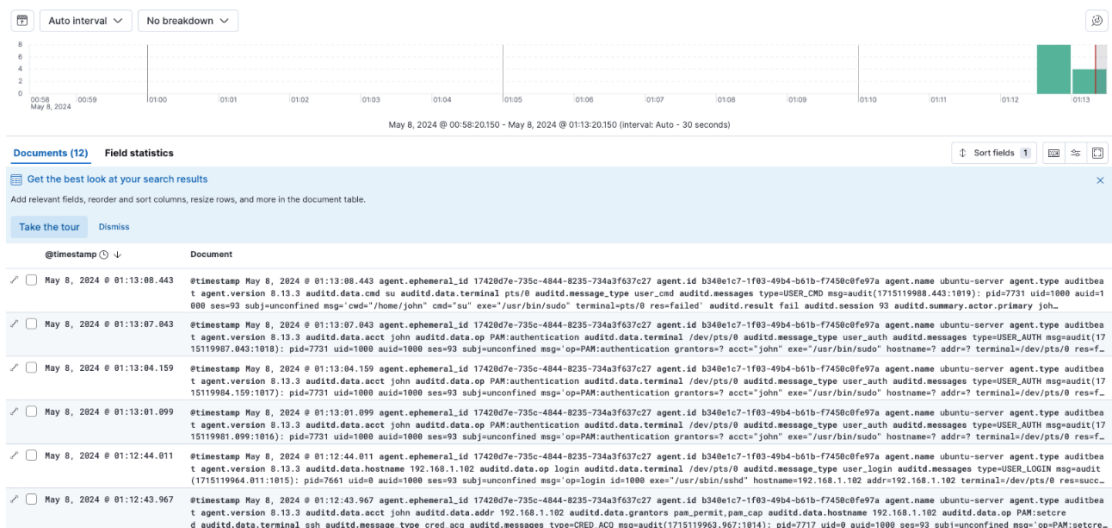 Auto interval No breakdown
8
6
4
2
0
00:58 00:59 01:00 01:01 01:02 01:03 01:04 01:05 01:06 01:07 01:08 01:09 01:10 01:11 01:12 01:13
May 8, 2024
May 8, 2024 @ 00:58:20.150 - May 8, 2024 @ 01:13:20.150 (interval: Auto - 30 seconds)
Documents (12) Field statistics Sort fields 1
Get the best look at your search results
Add relevant fields, reorder and sort columns, resize rows, and more in the document table.
Take the tour Dismiss
@timestamp Document
May 8, 2024 @ 01:13:08.443 @timestamp May 8, 2024 @ 01:13:08.443 agent.ephemeral_id 17420d7e-735c-4844-8235-734a3f637c27 agent.id b340e1c7-1f03-49b4-b61b-f7450c0fe97a agent.name ubuntu-server agent.type auditbea
t agent.version 8.13.3 auditd.data.cmd su auditd.data.terminal pts/0 auditd.message_type user_cmd auditd.messages type=USER_CMD msg=audit(1715119988.443:1019): pid=7731 uid=1000 auid=1
000 ses=93 subj=unconfined msg='cwd="/home/john" cmd="su" exe="/usr/bin/sudo" terminal=pts/0 res=failed' auditd.result fail auditd.session 93 auditd.summary.actor.primary joh…
May 8, 2024 @ 01:13:07.043 @timestamp May 8, 2024 @ 01:13:07.043 agent.ephemeral_id 17420d7e-735c-4844-8235-734a3f637c27 agent.id b340e1c7-1f03-49b4-b61b-f7450c0fe97a agent.name ubuntu-server agent.type auditbea
t agent.version 8.13.3 auditd.data.acct john auditd.data.op PAM:authentication auditd.data.terminal /dev/pts/0 auditd.message_type user_auth auditd.messages type=USER_AUTH msg=audit(17
15119987.043:1018): pid=7731 uid=1000 auid=1000 ses=93 subj=unconfined msg='op=PAM:authentication grantors=? acct="john" exe="/usr/bin/sudo" hostname=? addr=? terminal=/dev/pts/0 res=f…
May 8, 2024 @ 01:13:04.159 @timestamp May 8, 2024 @ 01:13:04.159 agent.ephemeral_id 17420d7e-735c-4844-8235-734a3f637c27 agent.id b340e1c7-1f03-49b4-b61b-f7450c0fe97a agent.name ubuntu-server agent.type auditbea
t agent.version 8.13.3 auditd.data.acct john auditd.data.op PAM:authentication auditd.data.terminal /dev/pts/0 auditd.message_type user_auth auditd.messages type=USER_AUTH msg=audit(17
15119984.159:1017): pid=7731 uid=1000 auid=1000 ses=93 subj=unconfined msg='op=PAM:authentication grantors=? acct="john" exe="/usr/bin/sudo" hostname=? addr=? terminal=/dev/pts/0 res=f…
May 8, 2024 @ 01:13:01.099 @timestamp May 8, 2024 @ 01:13:01.099 agent.ephemeral_id 17420d7e-735c-4844-8235-734a3f637c27 agent.id b340e1c7-1f03-49b4-b61b-f7450c0fe97a agent.name ubuntu-server agent.type auditbea
t agent.version 8.13.3 auditd.data.acct john auditd.data.op PAM:authentication auditd.data.terminal /dev/pts/0 auditd.message_type user_auth auditd.messages type=USER_AUTH msg=audit(17
15119981.099:1016): pid=7731 uid=1000 auid=1000 ses=93 subj=unconfined msg='op=PAM:authentication grantors=? acct="john" exe="/usr/bin/sudo" hostname=? addr=? terminal=/dev/pts/0 res=f…
May 8, 2024 @ 01:12:44.011 @timestamp May 8, 2024 @ 01:12:44.011 agent.ephemeral_id 17420d7e-735c-4844-8235-734a3f637c27 agent.id b340e1c7-1f03-49b4-b61b-f7450c0fe97a agent.name ubuntu-server agent.type auditbea
t agent.version 8.13.3 auditd.data.hostname 192.168.1.102 auditd.data.op login auditd.data.terminal /dev/pts/0 auditd.message_type user_login auditd.messages type=USER_LOGIN msg=audit
(1715119964.011:1015): pid=7661 uid=0 auid=1000 ses=93 subj=unconfined msg='op=login id=1000 exe="/usr/sbin/sshd" hostname=192.168.1.102 addr=192.168.1.102 terminal=/dev/pts/0 res=succ…
May 8, 2024 @ 01:12:43.967 @timestamp May 8, 2024 @ 01:12:43.967 agent.ephemeral_id 17420d7e-735c-4844-8235-734a3f637c27 agent.id b340e1c7-1f03-49b4-b61b-f7450c0fe97a agent.name ubuntu-server agent.type auditbea
t agent.version 8.13.3 auditd.data.acct john auditd.data.addr 192.168.1.102 auditd.data.grantors pam_permit,pam_cap auditd.data.hostname 192.168.1.102 auditd.data.op PAM:setcre
d auditd.data.terminal ssh auditd.message_type cred_acq auditd.messages type=CRED_ACQ msg=audit(1715119963.967:1014): pid=7717 uid=0 auid=1000 ses=93 subj=unconfined msg='op=PAM:setcre…